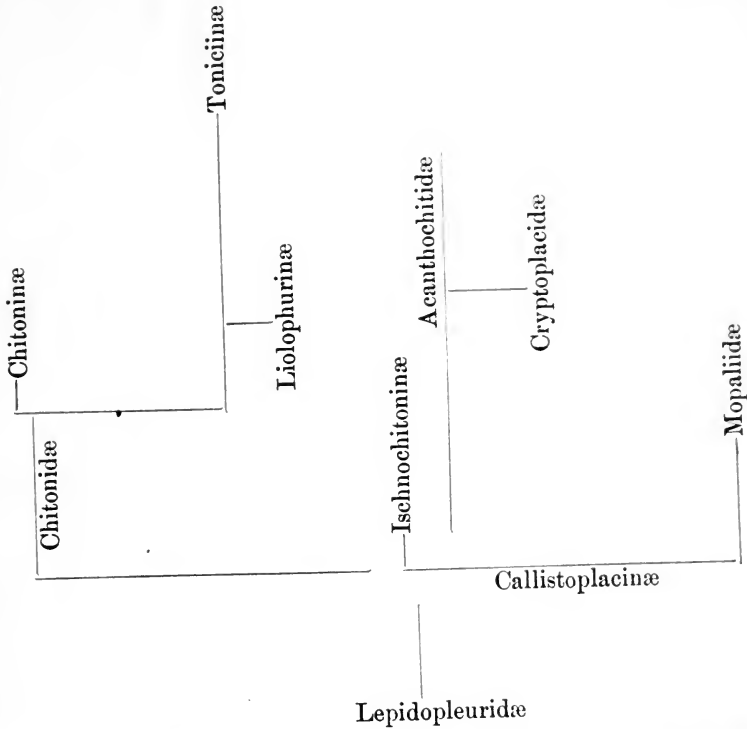 Toniciinæ
Chitoninæ
Liolophurinæ
Acanthochitidæ
Cryptoplacidæ
Chitonidæ
Ischnochitoninæ
Mopaliidæ
Callistoplacinæ
Lepidopleuridæ